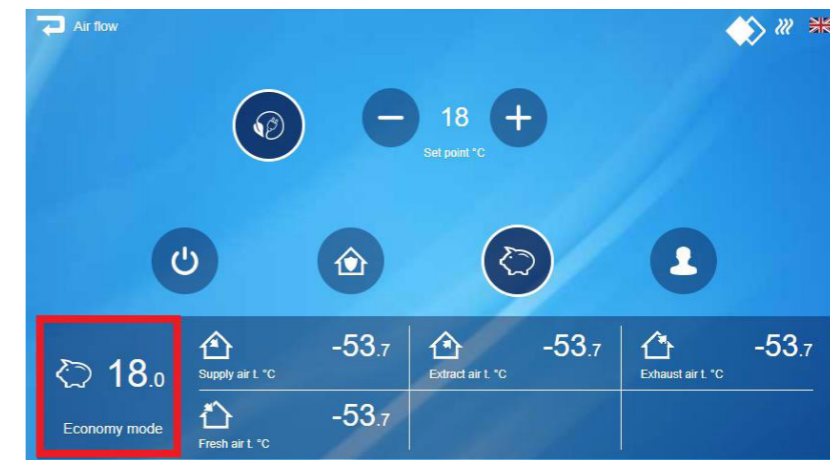 Air flow
18
Set point °C
18.0
Economy mode
-53.7
Supply air t. °C
-53.7
Extract air t. °C
-53.7
Exhaust air t. °C
-53.7
Fresh air t. °C